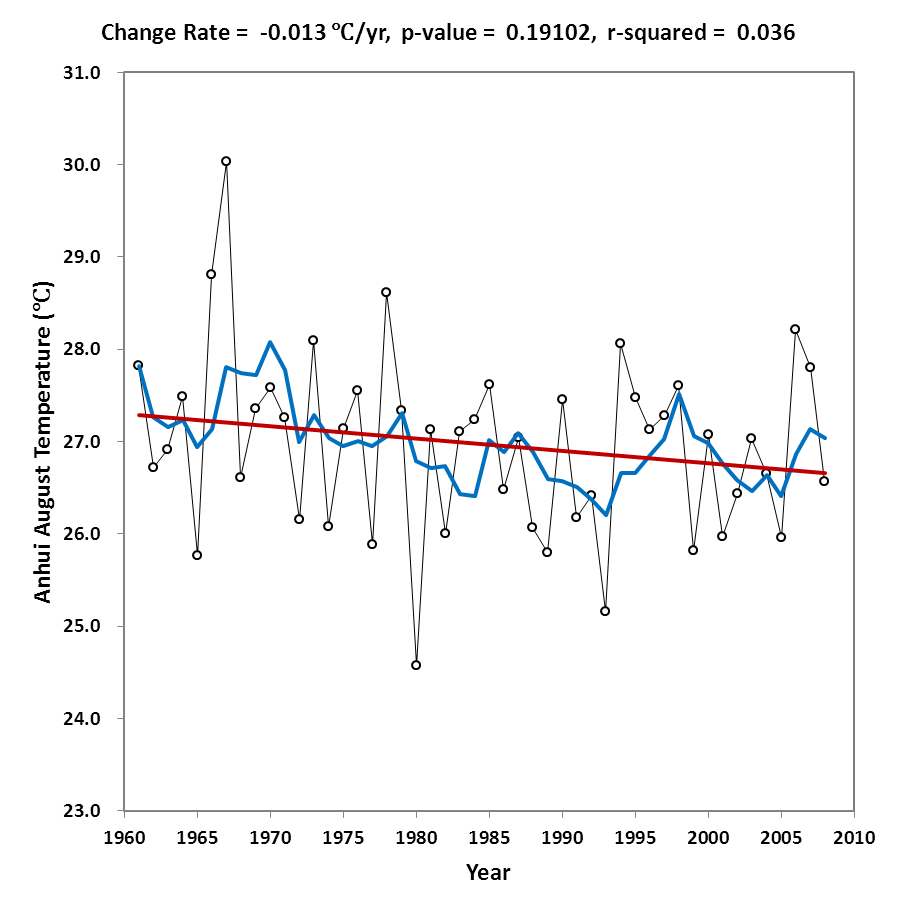 Change Rate = -0.013 ℃/yr, p-value = 0.19102, r-squared = 0.036
31.0
30.0
29.0
28.0
27.0
26.0
25.0
24.0
23.0
Anhui August Temperature (℃)
1960 1965 1970 1975 1980 1985 1990 1995 2000 2005 2010
Year